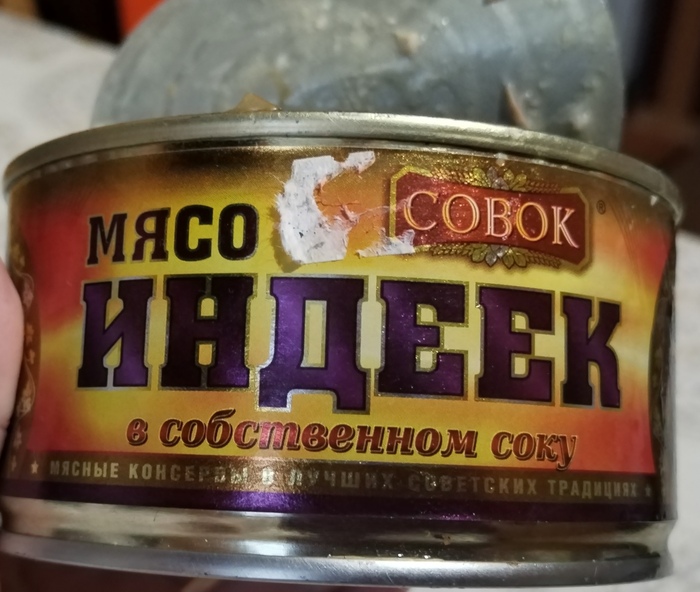 СОВОК
®
МЯСО
ИНДЕЕК
в собственном соку
★ МЯСНЫЕ КОНСЕРВЫ В ЛУЧШИХ СОВЕТСКИХ ТРАДИЦИЯХ ★